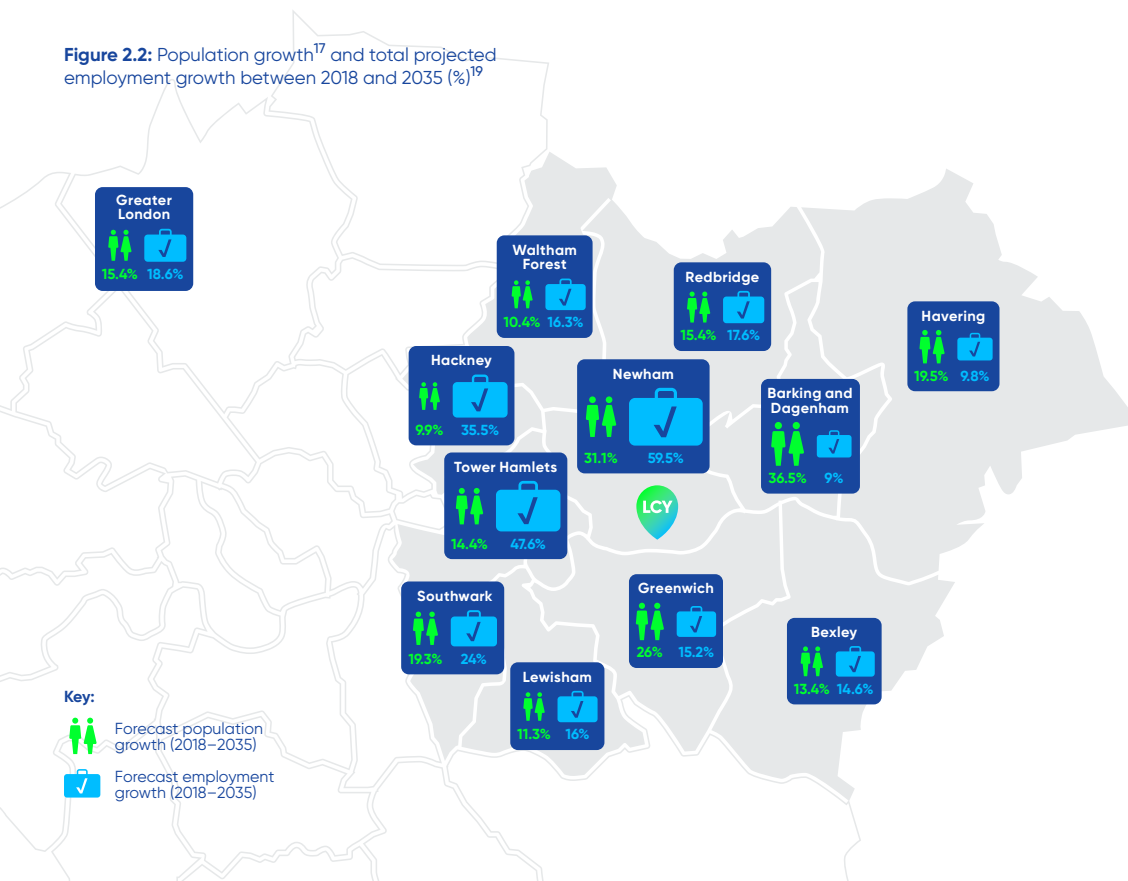 Figure 2.2: Population growth17 and total projected
employment growth between 2018 and 2035 (%)19
Greater
London
15.4% 18.6%
Waltham
Forest
10.4% 16.3%
Redbridge
15.4% 17.6%
Havering
19.5% 9.8%
Hackney
9.9% 35.5%
Newham
31.1% 59.5%
Barking and
Dagenham
36.5% 9%
Tower Hamlets
14.4% 47.6%
LCY
Southwark
19.3% 24%
Greenwich
26% 15.2%
Bexley
13.4% 14.6%
Lewisham
11.3% 16%
Key:
Forecast population
growth (2018–2035)
Forecast employment
growth (2018–2035)